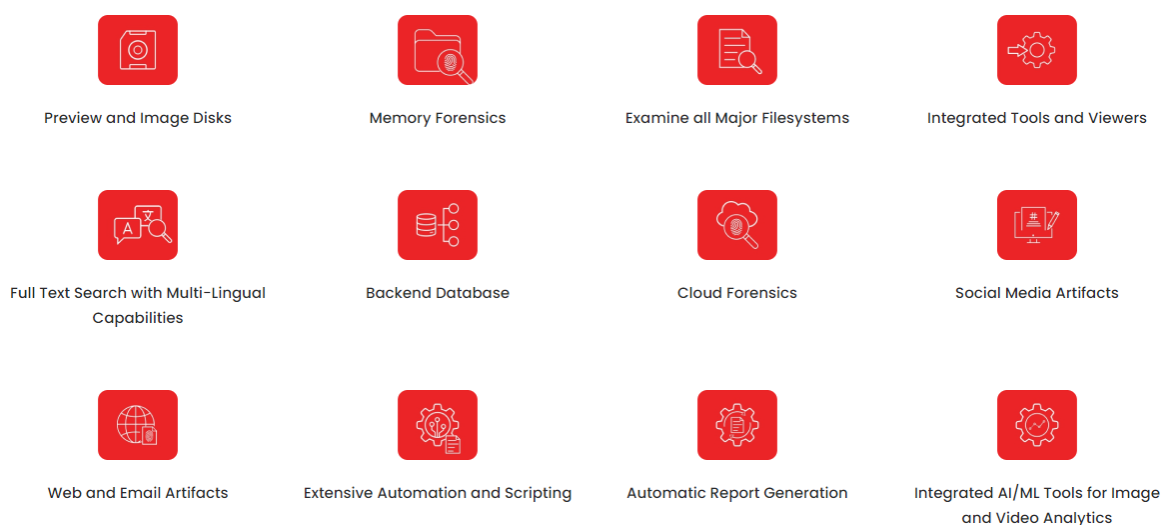 Preview and Image Disks
Memory Forensics
Examine all Major Filesystems
Integrated Tools and Viewers
A
文
Full Text Search with Multi-Lingual
Capabilities
Backend Database
Cloud Forensics
#
Social Media Artifacts
Web and Email Artifacts
Extensive Automation and Scripting
Automatic Report Generation
Integrated AI/ML Tools for Image
and Video Analytics